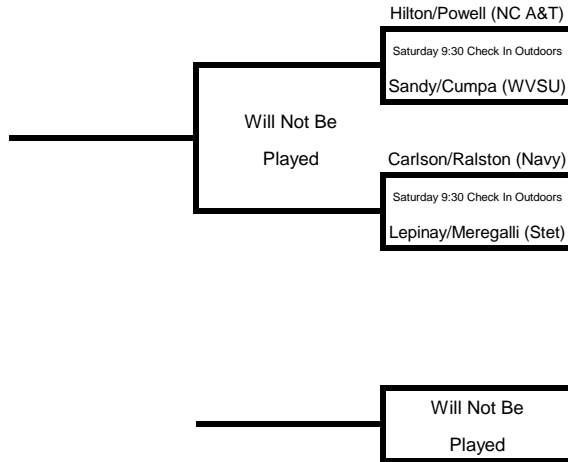 Hilton/Powell (NC A&T)
Saturday 9:30 Check In Outdoors
Sandy/Cumpa (WVSU)
Will Not Be
Played
Carlson/Ralston (Navy)
Saturday 9:30 Check In Outdoors
Lepinay/Meregalli (Stet)
Will Not Be
Played